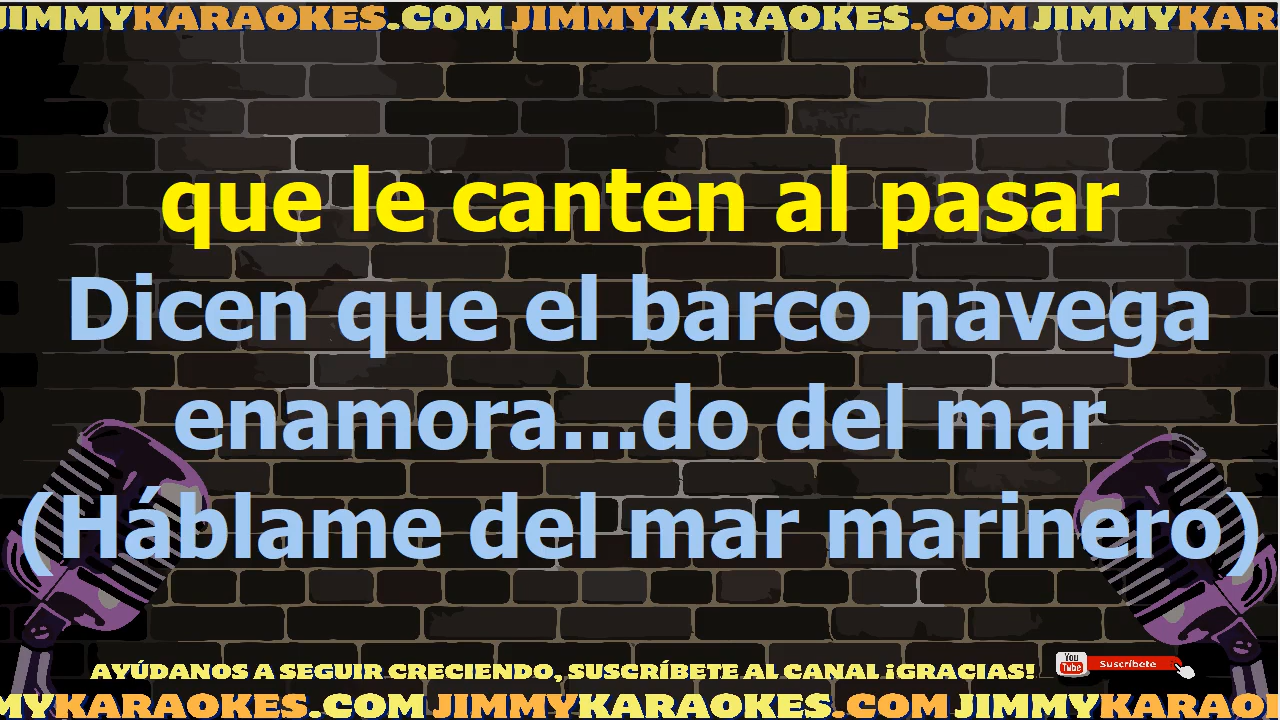 JIMMYKARAOKES.COM JIMMYKARAOKES.COM JIMMYKAR
que le canten al pasar
Dicen que el barco navega
enamora...do del mar
(Háblame del mar marinero)
AYÚDANOS A SEGUIR CRECIENDO, SUSCRÍBETE AL CANAL ¡GRACIAS!
You Tube Suscríbete
MYKARAOKES.COM JIMMYKARAOKES.COM JIMMYKARAO